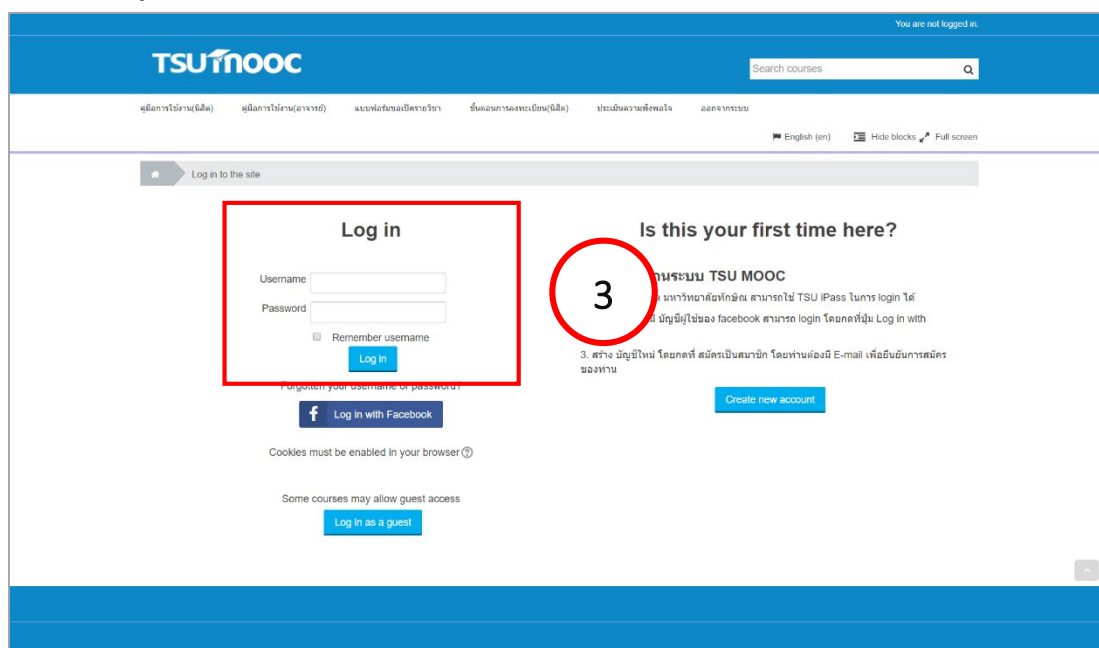 You are not logged in.
TSU mooc
Search courses
คู่มือการใช้งาน(นิสิต) คู่มือการใช้งาน(อาจารย์) แบบฟอร์มขอเปิดรายวิชา ขั้นตอนการลงทะเบียน(นิสิต) ประเมินความพึงพอใจ ออกจากระบบ
English (en) Hide blocks Full screen
Log in to the site
Log in
Username
Password
Remember username
Log in
Forgotten your username or password?
Log in with Facebook
Cookies must be enabled in your browser
Some courses may allow guest access
Log in as a guest
Is this your first time here?
3
ระบบ TSU MOOC
มหาวิทยาลัยทักษิณ สามารถใช้ TSU iPass ในการ login ได้
บัญชีผู้ใช้ของ facebook สามารถ login โดยกดที่ปุ่ม Log in with
3. สร้าง บัญชีใหม่ โดยกดที่ สมัครเป็นสมาชิก โดยท่านต้องมี E-mail เพื่อยืนยันการสมัคร
ของท่าน
Create new account